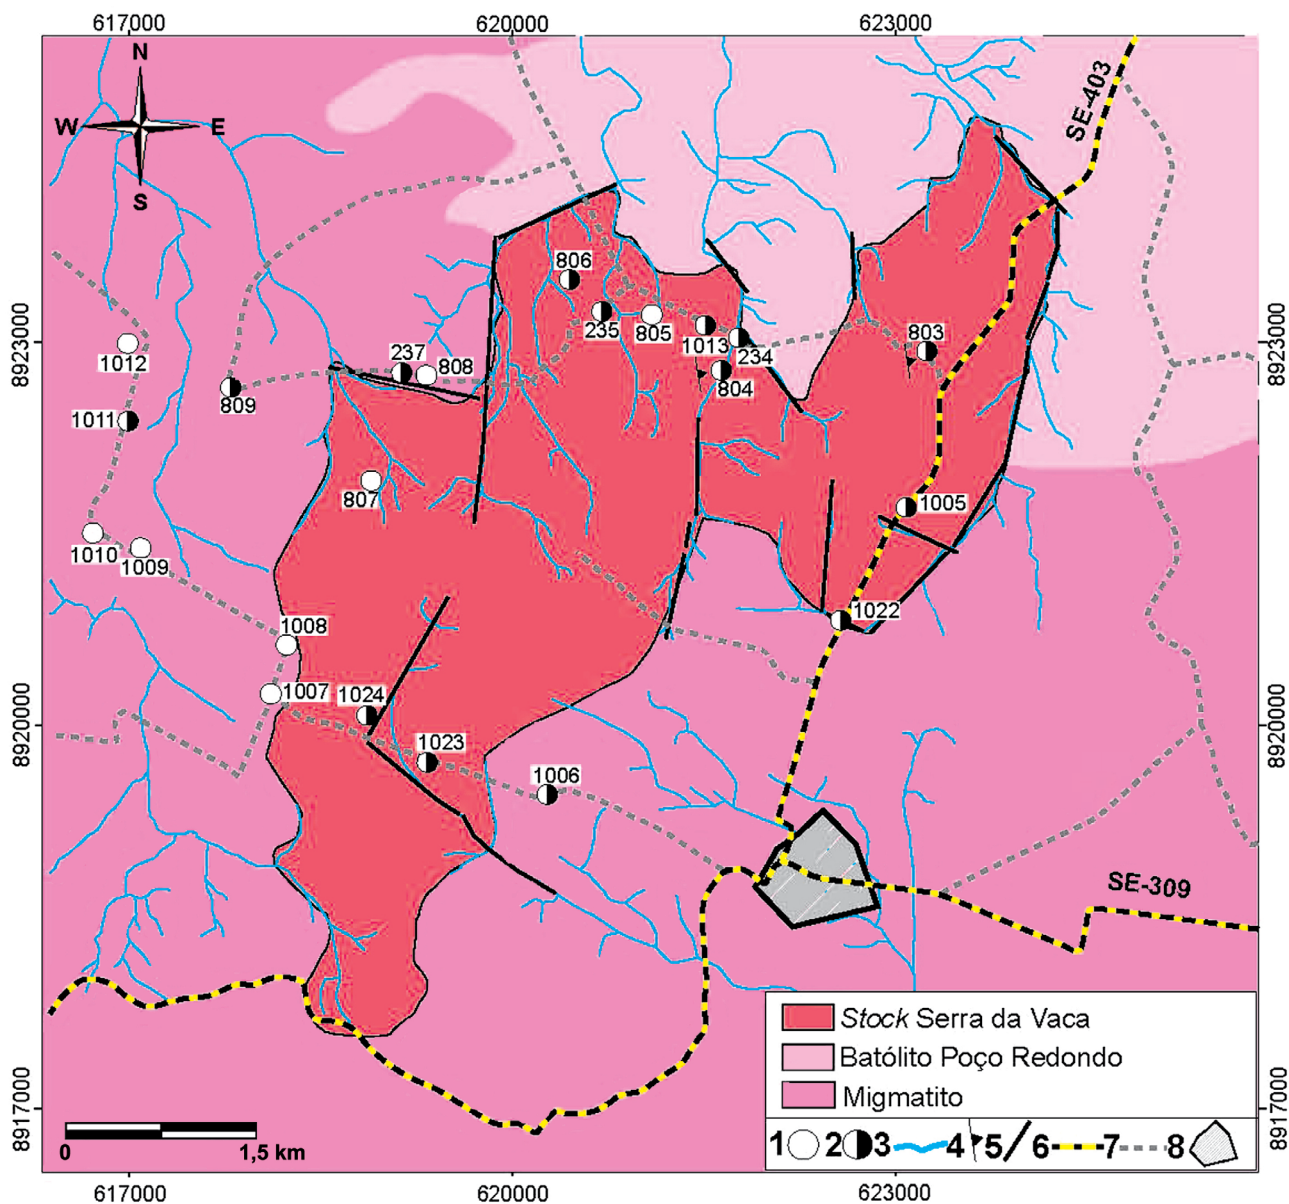 617000 620000 623000
N
W E
S
SE-403
8923000 8923000
806
235
805
1013
234
804
803
237
808
809
1012
1011
807
1010
1009
1005
1008
1022
1007
1024
1023
1006
8920000 8920000
SE-309
Stock Serra da Vaca
Batólito Poço Redondo
Migmatito
1 2 3 4 5 6 7 8
8917000 8917000
0 1,5 km
617000 620000 623000